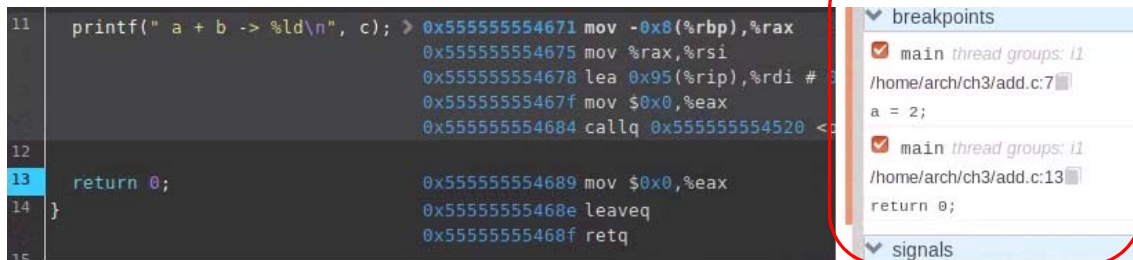 11 printf(" a + b -> %ld\n", c); 0x555555554671 mov -0x8(%rbp),%rax
0x555555554675 mov %rax,%rsi
0x555555554678 lea 0x95(%rip),%rdi #
0x55555555467f mov $0x0,%eax
0x555555554684 callq 0x555555554520
12
13 return 0; 0x555555554689 mov $0x0,%eax
14 } 0x55555555468e leaveq
0x55555555468f retq
15
breakpoints
main thread groups: i1
/home/arch/ch3/add.c:7
a = 2;
main thread groups: i1
/home/arch/ch3/add.c:13
return 0;
signals